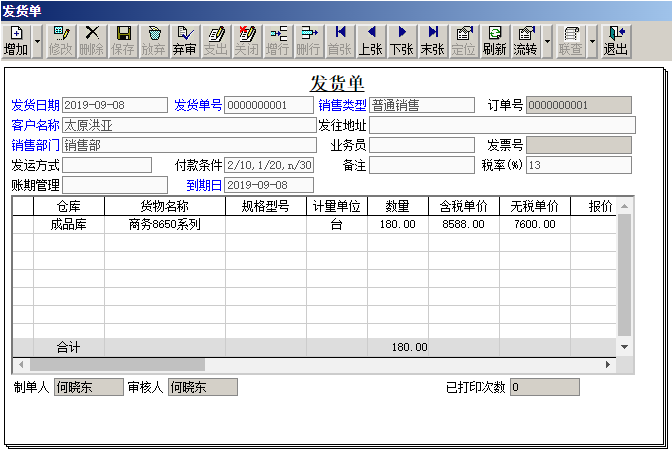 发货单
增加 修改 删除 保存 放弃 弃审 支出 关闭 增行 删行 首张 上张 下张 末张 定位 刷新 流转 联查 退出
发货单
发货日期 2019-09-08 发货单号 0000000001 销售类型 普通销售 订单号 0000000001
客户名称 太原洪亚 发往地址
销售部门 销售部 业务员 发票号
发运方式 付款条件 2/10,1/20,n/30 备注 税率(%) 13
账期管理 到期日 2019-09-08
仓库 货物名称 规格型号 计量单位 数量 含税单价 无税单价 报价
成品库 商务8650系列 台 180.00 8588.00 7600.00
合计 180.00
制单人 何晓东 审核人 何晓东 已打印次数 0